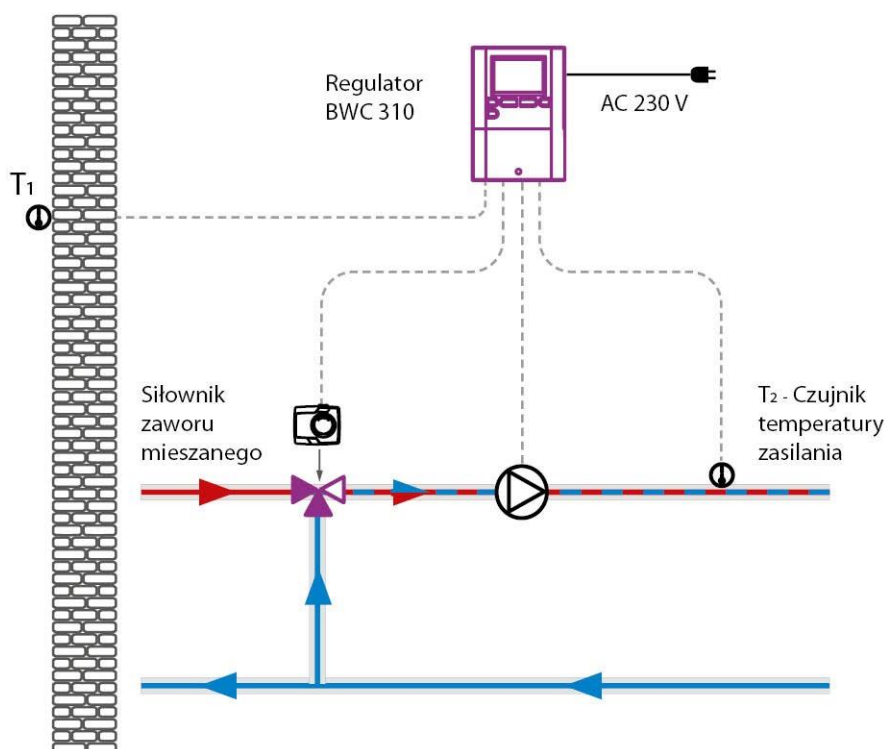 Regulator
BWC 310
AC 230 V
T1
Siłownik
zaworu
mieszanego
T2 - Czujnik
temperatury
zasilania